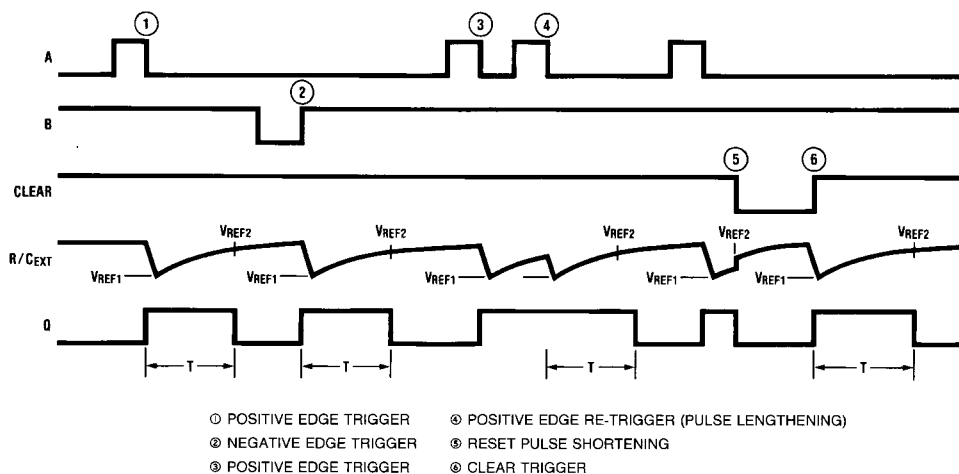 ① ③ ④
A
②
B
⑤ ⑥
CLEAR
VREF2 VREF2 VREF2 VREF2 VREF2
R/CEXT
VREF1 VREF1 VREF1 VREF1 VREF1
Q
T T T T
① POSITIVE EDGE TRIGGER ④ POSITIVE EDGE RE-TRIGGER (PULSE LENGTHENING)
② NEGATIVE EDGE TRIGGER ⑤ RESET PULSE SHORTENING
③ POSITIVE EDGE TRIGGER ⑥ CLEAR TRIGGER